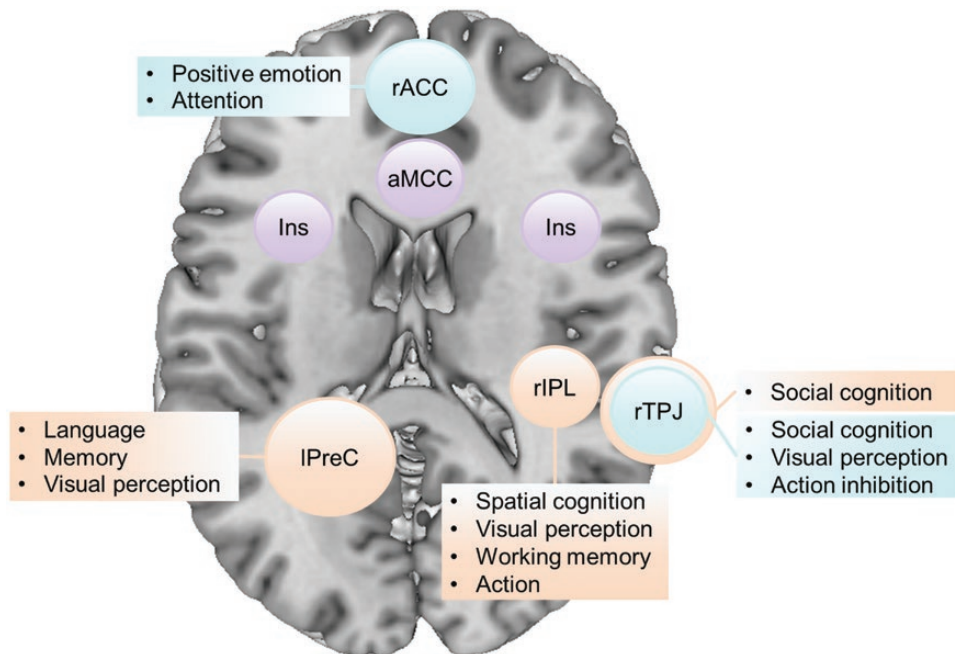 • Positive emotion
• Attention
rACC
aMCC
Ins
Ins
rIPL
rTPJ
• Social cognition
• Social cognition
• Visual perception
• Action inhibition
• Language
• Memory
• Visual perception
lPreC
• Spatial cognition
• Visual perception
• Working memory
• Action